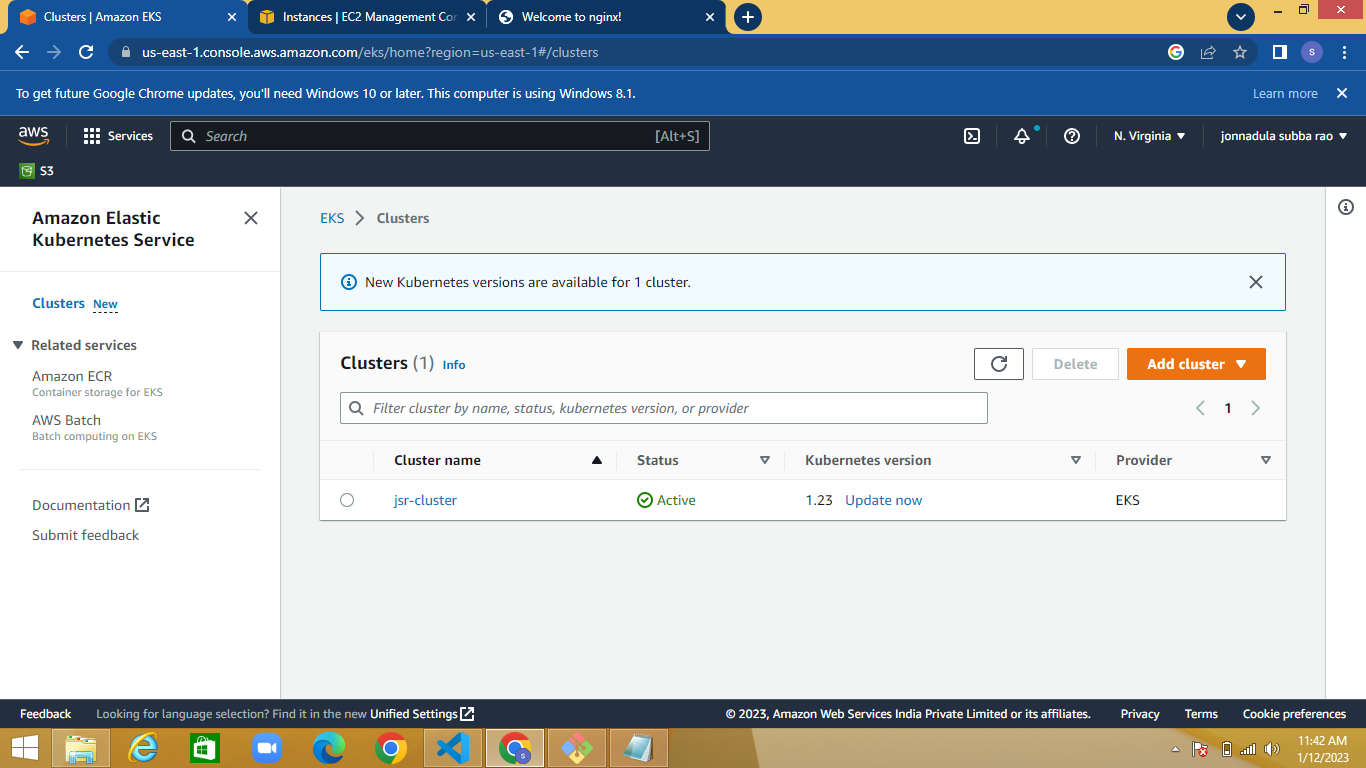 Clusters | Amazon EKS
Instances | EC2 Management Con
Welcome to nginx!
us-east-1.console.aws.amazon.com/eks/home?region=us-east-1#/clusters
S
To get future Google Chrome updates, you'll need Windows 10 or later. This computer is using Windows 8.1.
Learn more
aws
Services
Search
[Alt+S]
N. Virginia
jonnadula subba rao
S3
Amazon Elastic
Kubernetes Service
Clusters New
Related services
Amazon ECR
Container storage for EKS
AWS Batch
Batch computing on EKS
Documentation
Submit feedback
EKS Clusters
New Kubernetes versions are available for 1 cluster.
Clusters (1) Info
Delete
Add cluster
Filter cluster by name, status, kubernetes version, or provider
1
Cluster name Status Kubernetes version Provider
jsr-cluster Active 1.23 Update now EKS
Feedback Looking for language selection? Find it in the new Unified Settings
© 2023, Amazon Web Services India Private Limited or its affiliates. Privacy Terms Cookie preferences
11:42 AM
1/12/2023